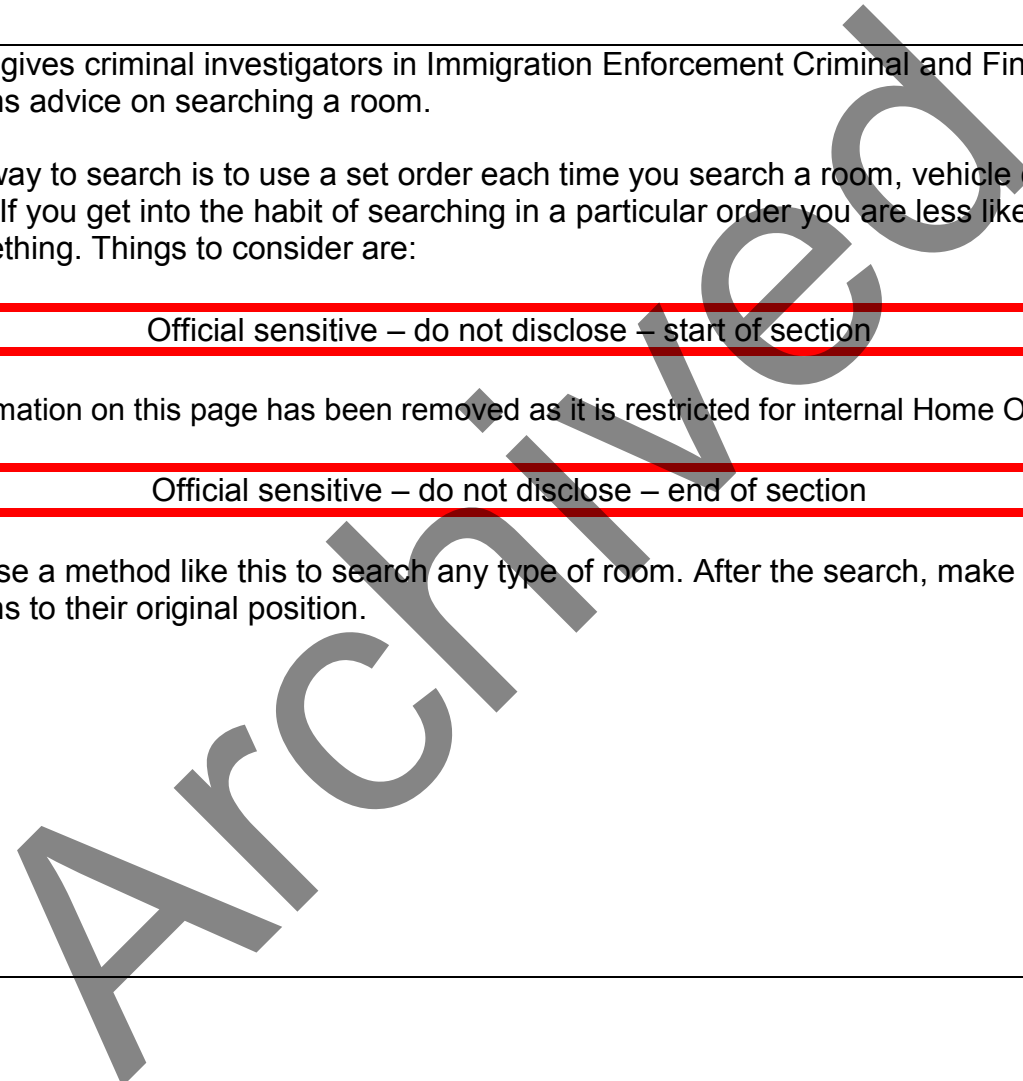 gives criminal investigators in Immigration Enforcement Criminal and Fin
s advice on searching a room.
way to search is to use a set order each time you search a room, vehicle
If you get into the habit of searching in a particular order you are less like
ething. Things to consider are:
Official sensitive – do not disclose – start of section
mation on this page has been removed as it is restricted for internal Home O
Official sensitive – do not disclose – end of section
se a method like this to search any type of room. After the search, make
s to their original position.
Archived